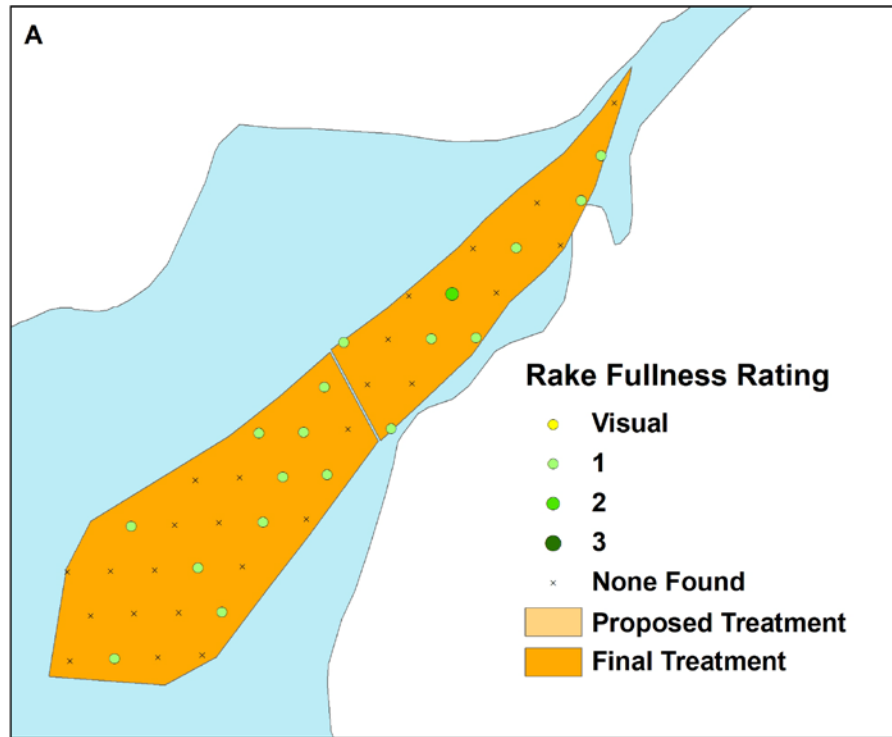 A
Rake Fullness Rating
Visual
1
2
3
None Found
Proposed Treatment
Final Treatment